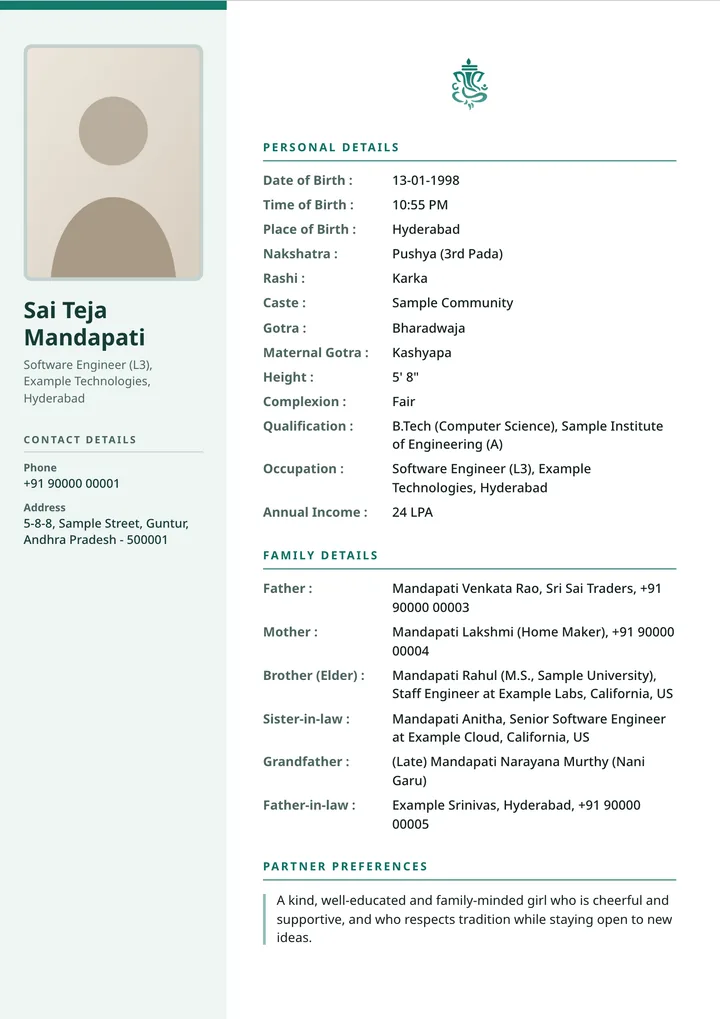 Sai Teja
Mandapati
Software Engineer (L3),
Example Technologies,
Hyderabad
CONTACT DETAILS
Phone
+91 90000 00001
Address
5-8-8, Sample Street, Guntur,
Andhra Pradesh - 500001
PERSONAL DETAILS
Date of Birth : 13-01-1998
Time of Birth : 10:55 PM
Place of Birth : Hyderabad
Nakshatra : Pushya (3rd Pada)
Rashi : Karka
Caste : Sample Community
Gotra : Bharadwaja
Maternal Gotra : Kashyapa
Height : 5' 8"
Complexion : Fair
Qualification : B.Tech (Computer Science), Sample Institute
of Engineering (A)
Occupation : Software Engineer (L3), Example
Technologies, Hyderabad
Annual Income : 24 LPA
FAMILY DETAILS
Father : Mandapati Venkata Rao, Sri Sai Traders, +91
90000 00003
Mother : Mandapati Lakshmi (Home Maker), +91 90000
00004
Brother (Elder) : Mandapati Rahul (M.S., Sample University),
Staff Engineer at Example Labs, California, US
Sister-in-law : Mandapati Anitha, Senior Software Engineer
at Example Cloud, California, US
Grandfather : (Late) Mandapati Narayana Murthy (Nani
Garu)
Father-in-law : Example Srinivas, Hyderabad, +91 90000
00005
PARTNER PREFERENCES
A kind, well-educated and family-minded girl who is cheerful and
supportive, and who respects tradition while staying open to new
ideas.